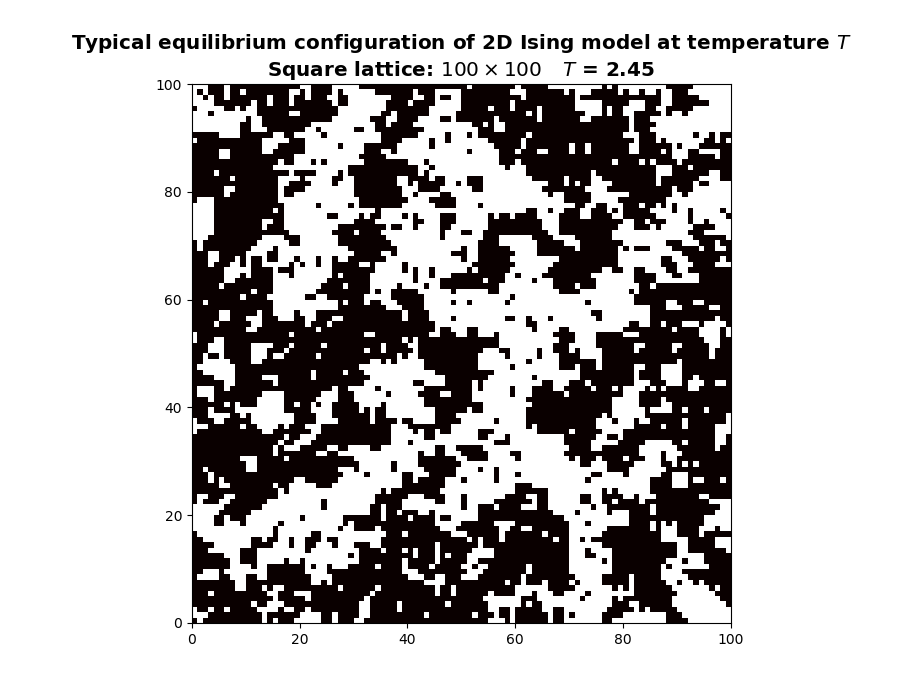 Typical equilibrium configuration of 2D Ising model at temperature T
Square lattice: 100 × 100 T = 2.45
100
80
60
40
20
0
0 20 40 60 80 100